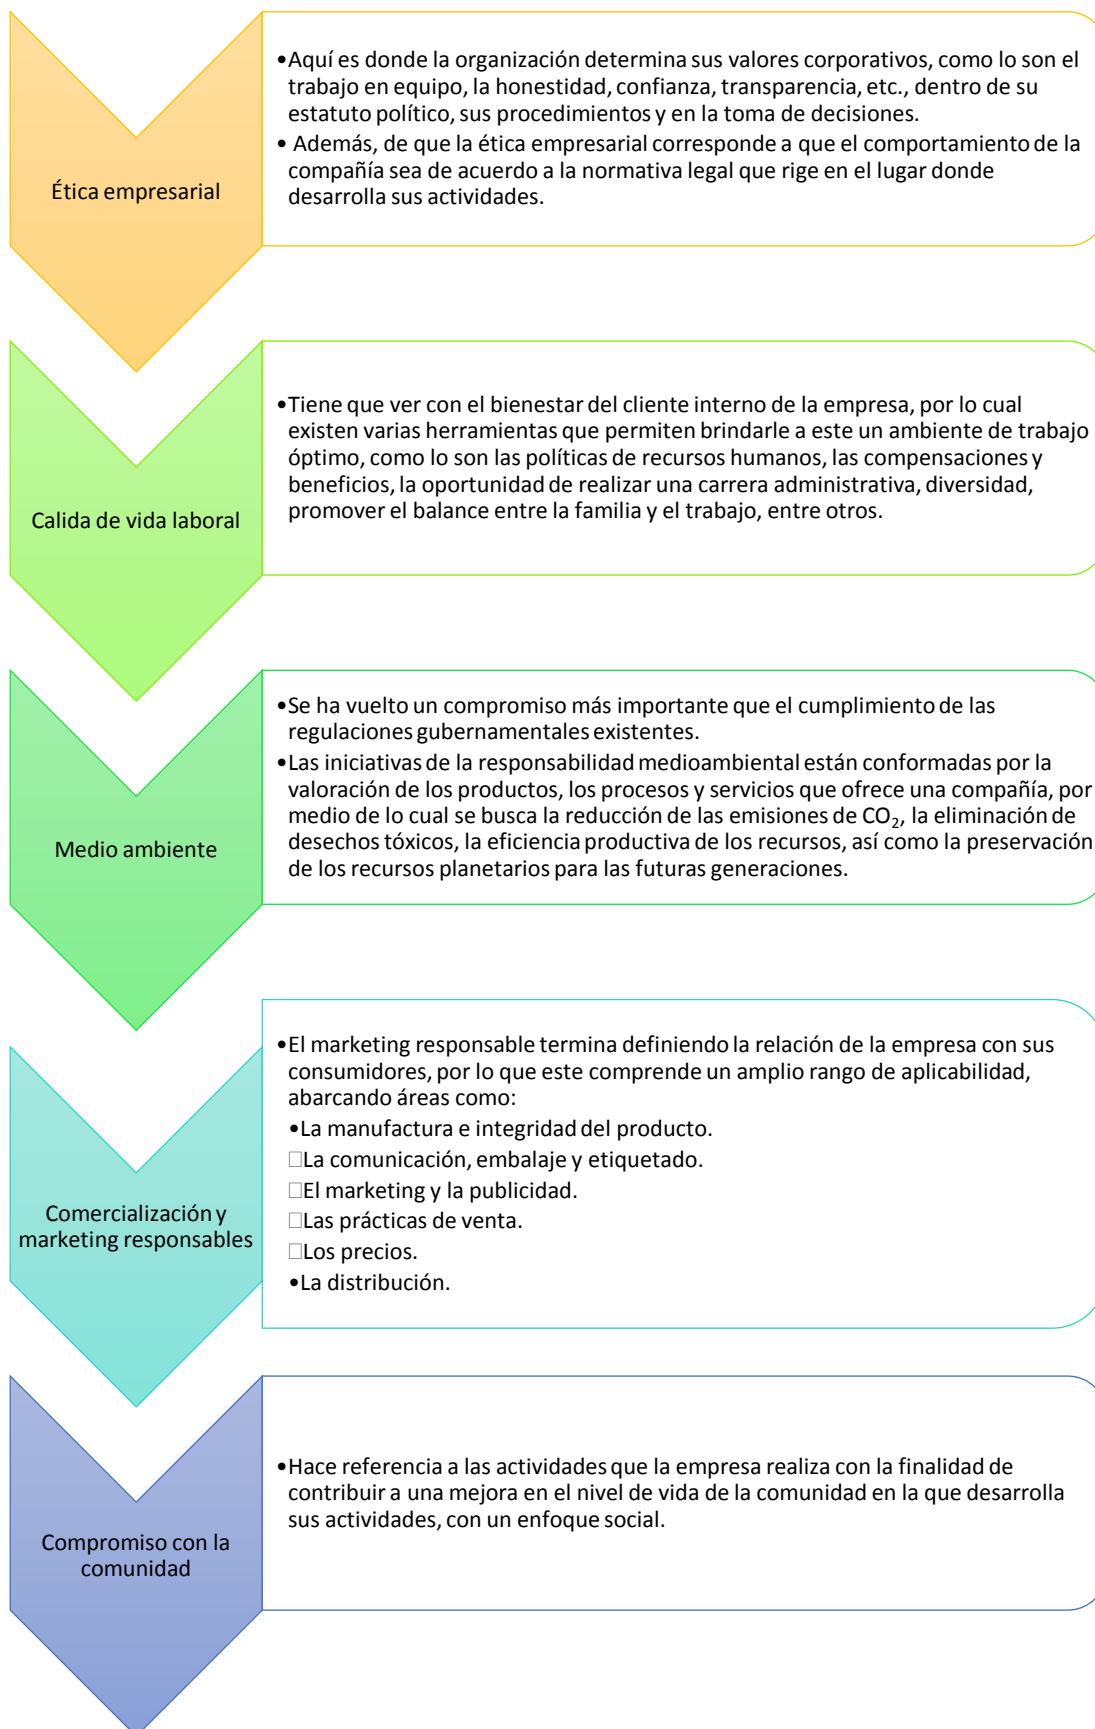 Ética empresarial
•Aquí es donde la organización determina sus valores corporativos, como lo son el
trabajo en equipo, la honestidad, confianza, transparencia, etc., dentro de su
estatuto político, sus procedimientos y en la toma de decisiones.
• Además, de que la ética empresarial corresponde a que el comportamiento de la
compañía sea de acuerdo a la normativa legal que rige en el lugar donde
desarrolla sus actividades.
Calida de vida laboral
•Tiene que ver con el bienestar del cliente interno de la empresa, por lo cual
existen varias herramientas que permiten brindarle a este un ambiente de trabajo
óptimo, como lo son las políticas de recursos humanos, las compensaciones y
beneficios, la oportunidad de realizar una carrera administrativa, diversidad,
promover el balance entre la familia y el trabajo, entre otros.
Medio ambiente
•Se ha vuelto un compromiso más importante que el cumplimiento de las
regulaciones gubernamentales existentes.
•Las iniciativas de la responsabilidad medioambiental están conformadas por la
valoración de los productos, los procesos y servicios que ofrece una compañía, por
medio de lo cual se busca la reducción de las emisiones de CO₂, la eliminación de
desechos tóxicos, la eficiencia productiva de los recursos, así como la preservación
de los recursos planetarios para las futuras generaciones.
Comercialización y
marketing responsables
•El marketing responsable termina definiendo la relación de la empresa con sus
consumidores, por lo que este comprende un amplio rango de aplicabilidad,
abarcando áreas como:
•La manufactura e integridad del producto.
□La comunicación, embalaje y etiquetado.
□El marketing y la publicidad.
□Las prácticas de venta.
□Los precios.
•La distribución.
Compromiso con la
comunidad
•Hace referencia a las actividades que la empresa realiza con la finalidad de
contribuir a una mejora en el nivel de vida de la comunidad en la que desarrolla
sus actividades, con un enfoque social.